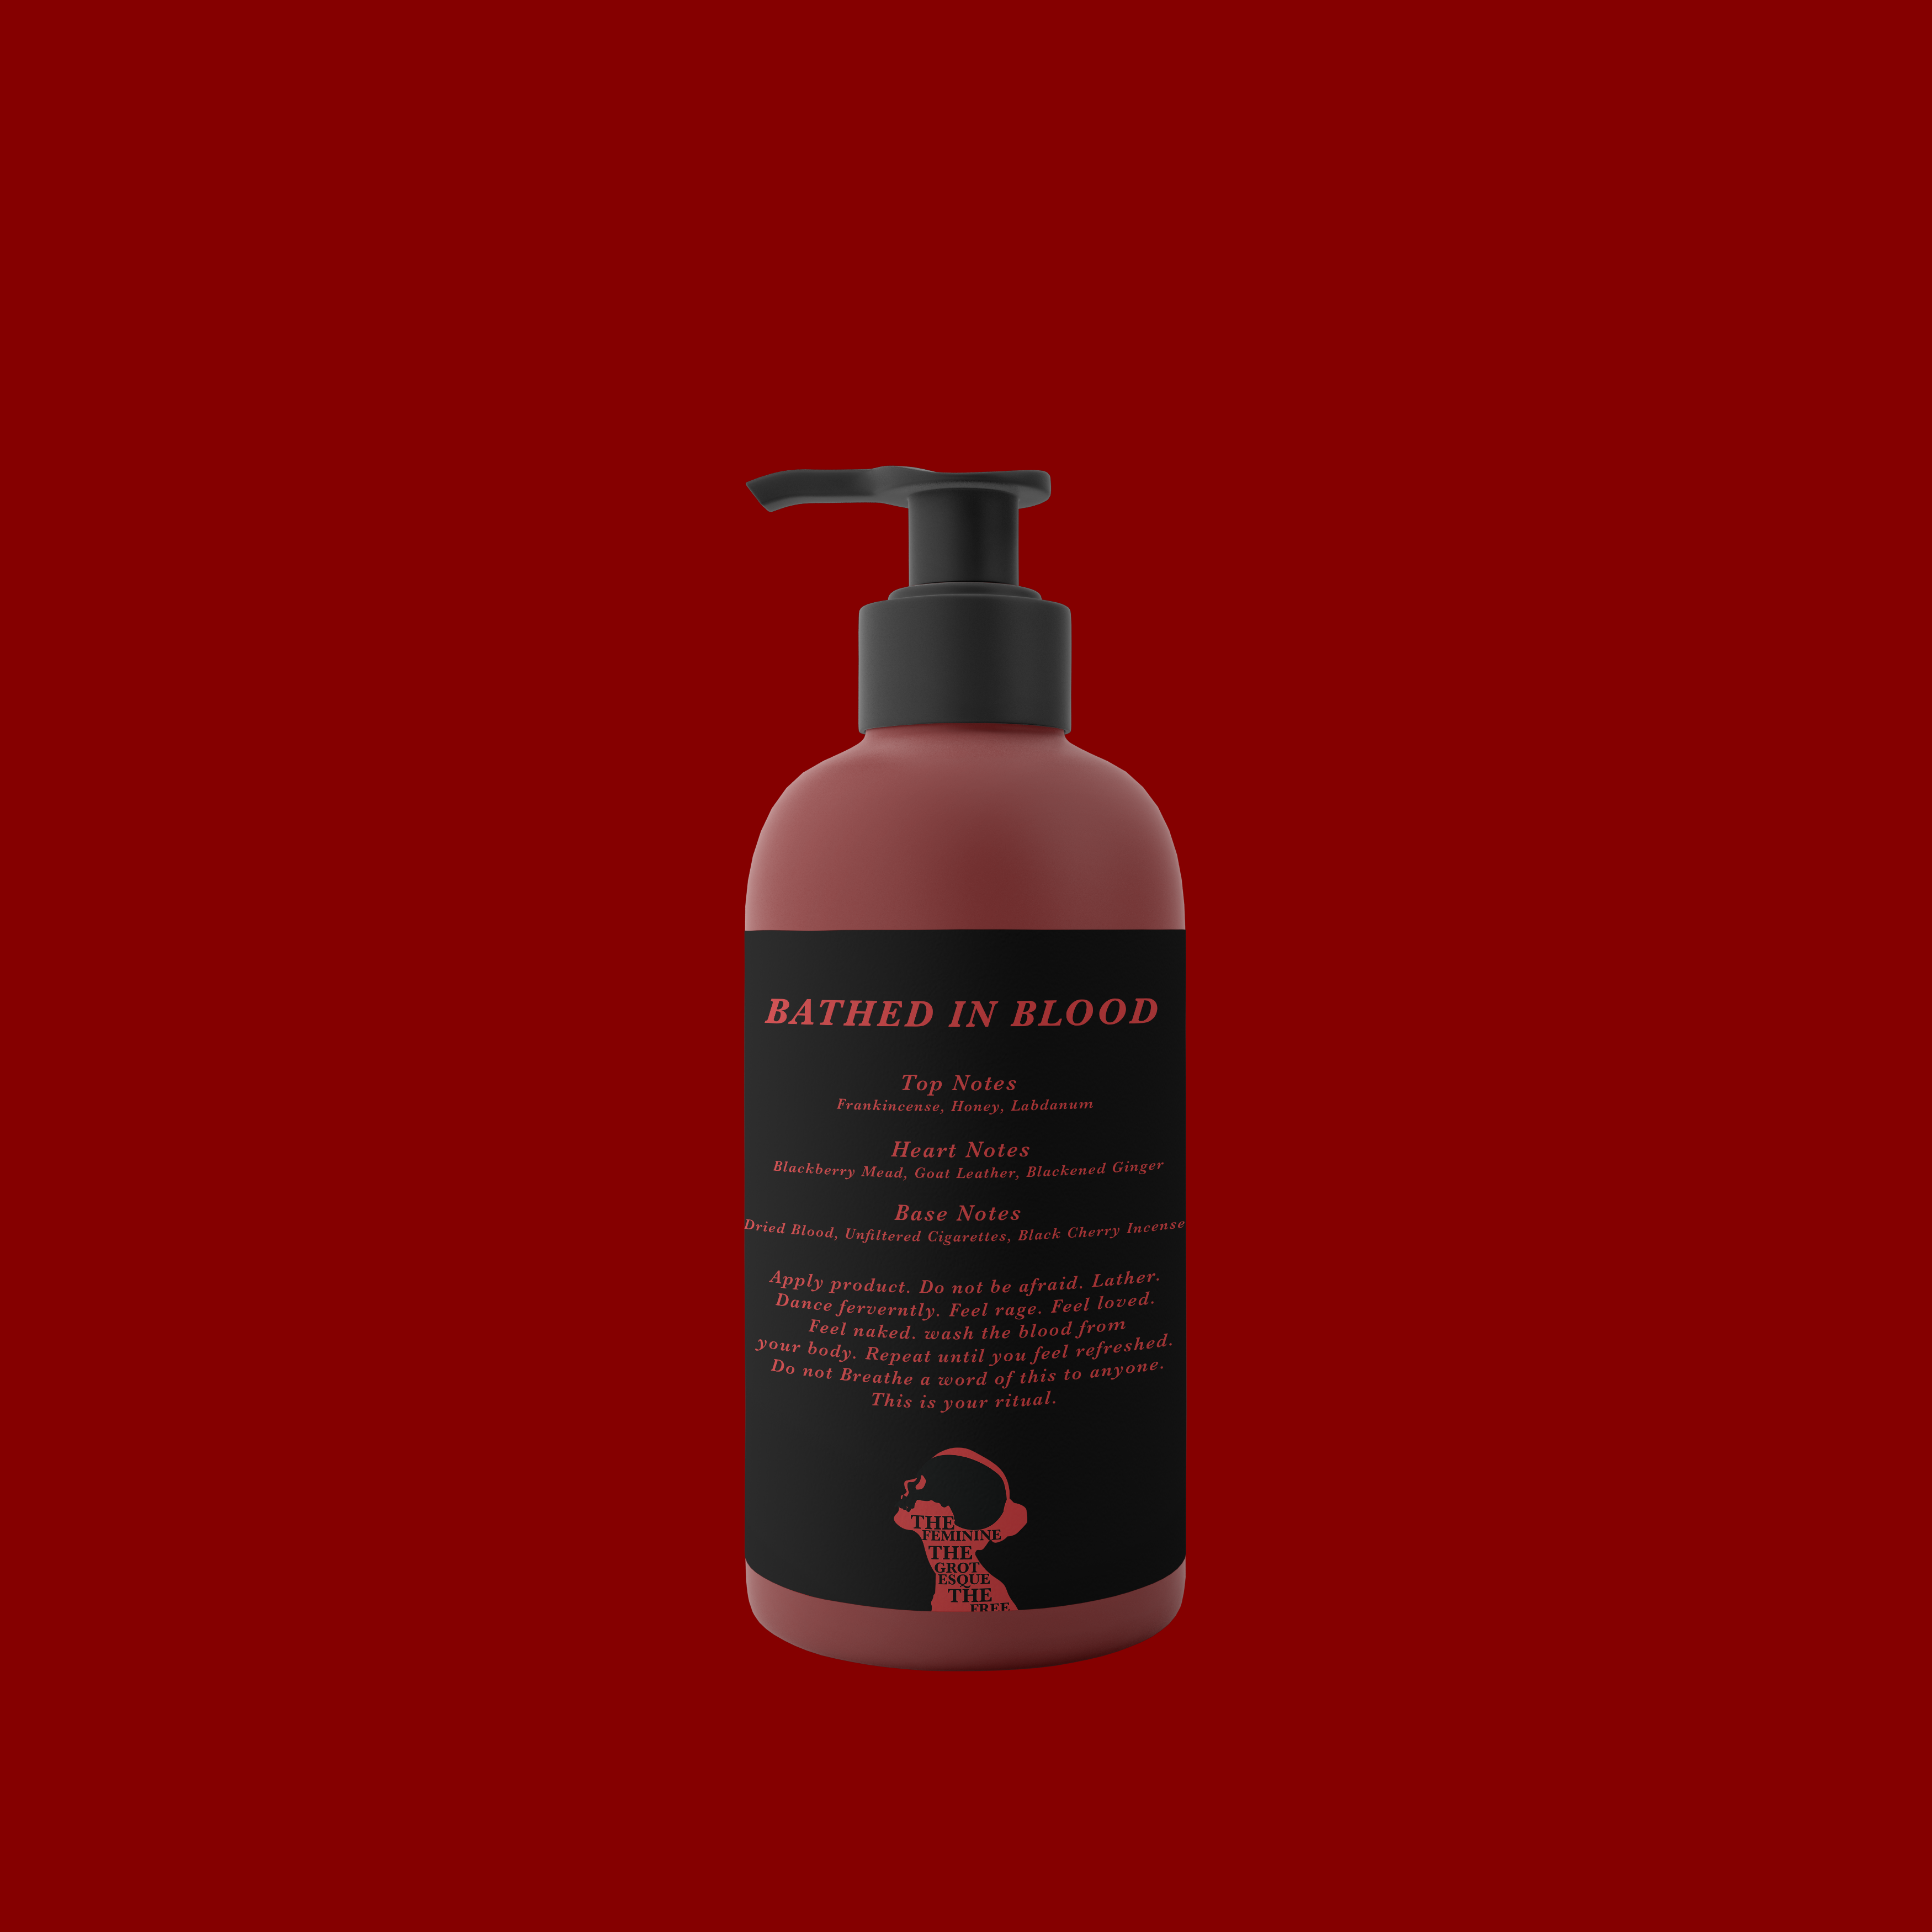 BATHED IN BLOOD
Top Notes
Frankincense, Honey, Labdanum
Heart Notes
Blackberry Mead, Goat Leather, Blackened Ginger
Base Notes
Dried Blood, Unfiltered Cigarettes, Black Cherry Incense
Apply product. Do not be afraid. Lather.
Dance ferverntly. Feel rage. Feel loved.
Feel naked. wash the blood from
your body. Repeat until you feel refreshed.
Do not Breathe a word of this to anyone.
This is your ritual.
THE
FEMININE
THE
GROT
ESQUE
THE
FREE